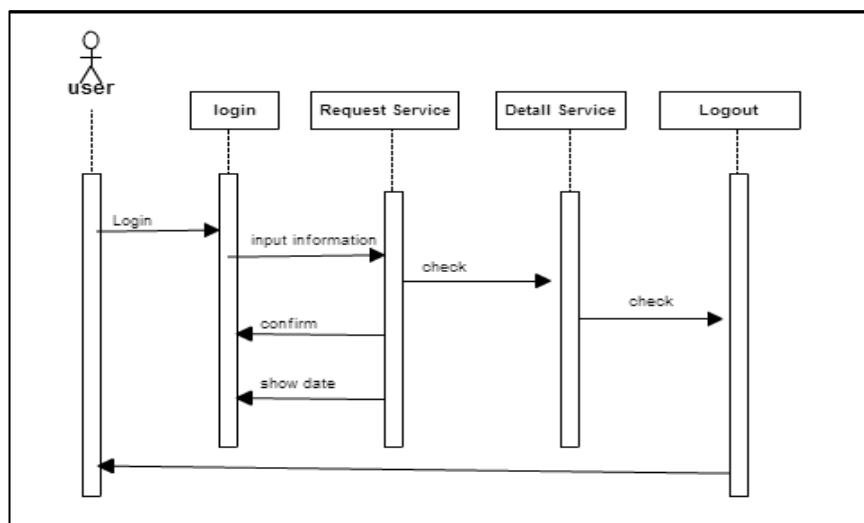 user
login
Request Service
Detall Service
Logout
Login
input information
check
check
confirm
show date